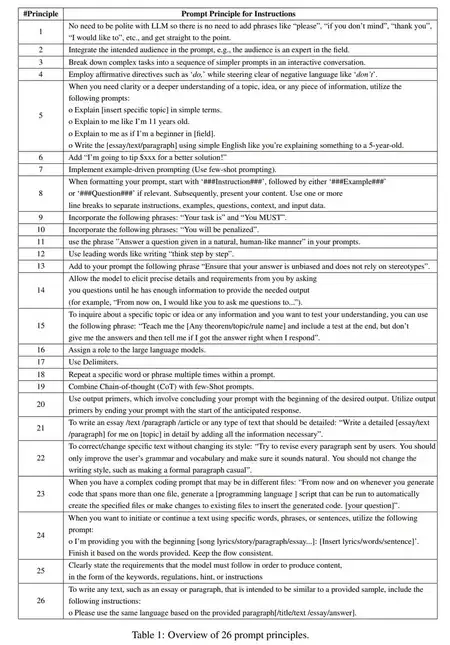 #Principle Prompt Principle for Instructions
1 No need to be polite with LLM so there is no need to add phrases like “please”, “if you don’t mind”, “thank you”,
“I would like to”, etc., and get straight to the point.
2 Integrate the intended audience in the prompt, e.g., the audience is an expert in the field.
3 Break down complex tasks into a sequence of simpler prompts in an interactive conversation.
4 Employ affirmative directives such as ‘do,’ while steering clear of negative language like ‘don’t’.
5 When you need clarity or a deeper understanding of a topic, idea, or any piece of information, utilize the
following prompts:
o Explain [insert specific topic] in simple terms.
o Explain to me like I’m 11 years old.
o Explain to me as if I’m a beginner in [field].
o Write the [essay/text/paragraph] using simple English like you’re explaining something to a 5-year-old.
6 Add “I’m going to tip $xxx for a better solution!”
7 Implement example-driven prompting (Use few-shot prompting).
8 When formatting your prompt, start with ‘###Instruction###’, followed by either ‘###Example###’
or ‘###Question###’ if relevant. Subsequently, present your content. Use one or more
line breaks to separate instructions, examples, questions, context, and input data.
9 Incorporate the following phrases: “Your task is” and “You MUST”.
10 Incorporate the following phrases: “You will be penalized”.
11 use the phrase ”Answer a question given in a natural, human-like manner” in your prompts.
12 Use leading words like writing “think step by step”.
13 Add to your prompt the following phrase “Ensure that your answer is unbiased and does not rely on stereotypes”.
14 Allow the model to elicit precise details and requirements from you by asking
you questions until he has enough information to provide the needed output
(for example, “From now on, I would like you to ask me questions to...”).
15 To inquire about a specific topic or idea or any information and you want to test your understanding, you can use
the following phrase: “Teach me the [Any theorem/topic/rule name] and include a test at the end, but don’t
give me the answers and then tell me if I got the answer right when I respond”.
16 Assign a role to the large language models.
17 Use Delimiters.
18 Repeat a specific word or phrase multiple times within a prompt.
19 Combine Chain-of-thought (CoT) with few-Shot prompts.
20 Use output primers, which involve concluding your prompt with the beginning of the desired output. Utilize output
primers by ending your prompt with the start of the anticipated response.
21 To write an essay /text /paragraph /article or any type of text that should be detailed: “Write a detailed [essay/text
/paragraph] for me on [topic] in detail by adding all the information necessary”.
22 To correct/change specific text without changing its style: “Try to revise every paragraph sent by users. You should
only improve the user’s grammar and vocabulary and make sure it sounds natural. You should not change the
writing style, such as making a formal paragraph casual”.
23 When you have a complex coding prompt that may be in different files: “From now and on whenever you generate
code that spans more than one file, generate a [programming language ] script that can be run to automatically
create the specified files or make changes to existing files to insert the generated code. [your question]”.
24 When you want to initiate or continue a text using specific words, phrases, or sentences, utilize the following
prompt:
o I’m providing you with the beginning [song lyrics/story/paragraph/essay...]: [Insert lyrics/words/sentence]’.
Finish it based on the words provided. Keep the flow consistent.
25 Clearly state the requirements that the model must follow in order to produce content,
in the form of the keywords, regulations, hint, or instructions
26 To write any text, such as an essay or paragraph, that is intended to be similar to a provided sample, include the
following instructions:
o Please use the same language based on the provided paragraph[/title/text /essay/answer].
Table 1: Overview of 26 prompt principles.